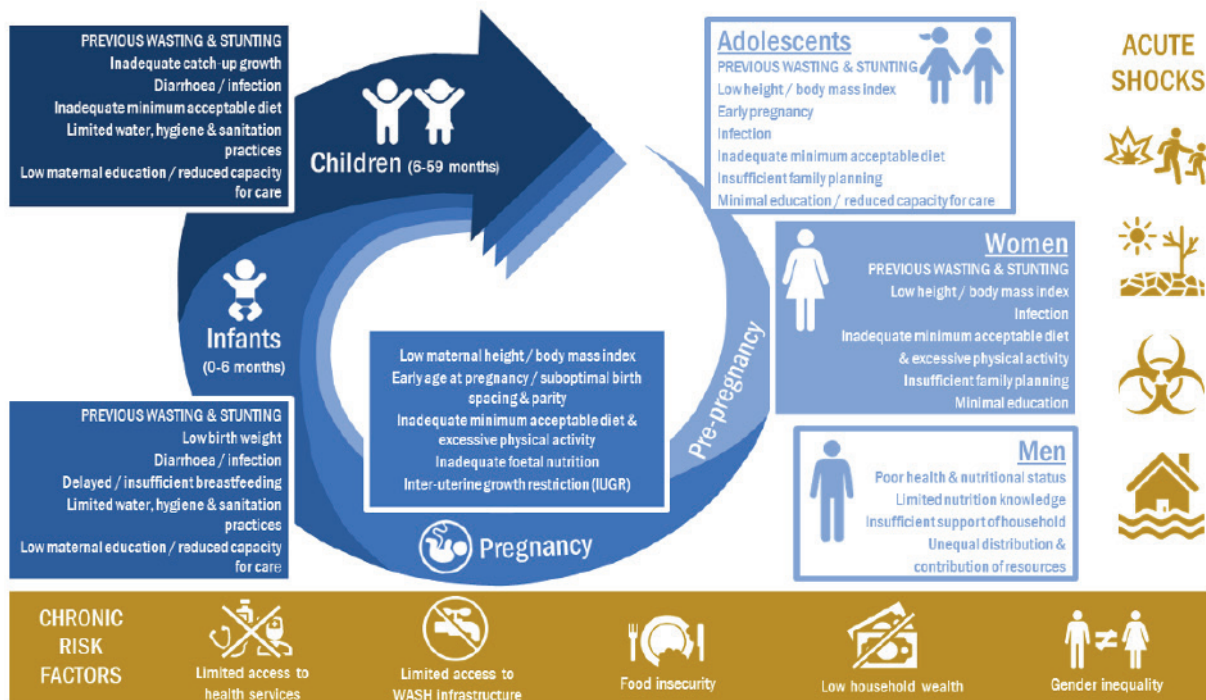 PREVIOUS WASTING & STUNTING
Inadequate catch-up growth
Diarrhoea / infection
Inadequate minimum acceptable diet
Limited water, hygiene & sanitation
practices
Low maternal education / reduced capacity
for care
Children (6-59 months)
Adolescents
PREVIOUS WASTING & STUNTING
Low height / body mass index
Early pregnancy
Infection
Inadequate minimum acceptable diet
Insufficient family planning
Minimal education / reduced capacity for care
ACUTE
SHOCKS
Women
PREVIOUS WASTING & STUNTING
Low height / body mass index
Infection
Inadequate minimum acceptable diet
& excessive physical activity
Insufficient family planning
Minimal education
Infants
(0-6 months)
Low maternal height / body mass index
Early age at pregnancy / suboptimal birth
spacing & parity
Inadequate minimum acceptable diet &
excessive physical activity
Inadequate foetal nutrition
Inter-uterine growth restriction (IUGR)
Pre-pregnancy
PREVIOUS WASTING & STUNTING
Low birth weight
Diarrhoea / infection
Delayed / insufficient breastfeeding
Limited water, hygiene & sanitation
practices
Low maternal education / reduced capacity
for care
Pregnancy
Men
Poor health & nutritional status
Limited nutrition knowledge
Insufficient support of household
Unequal distribution &
contribution of resources
CHRONIC
RISK
FACTORS
Limited access to
health services
Limited access to
WASH infrastructure
Food insecurity
Low household wealth
Gender inequality